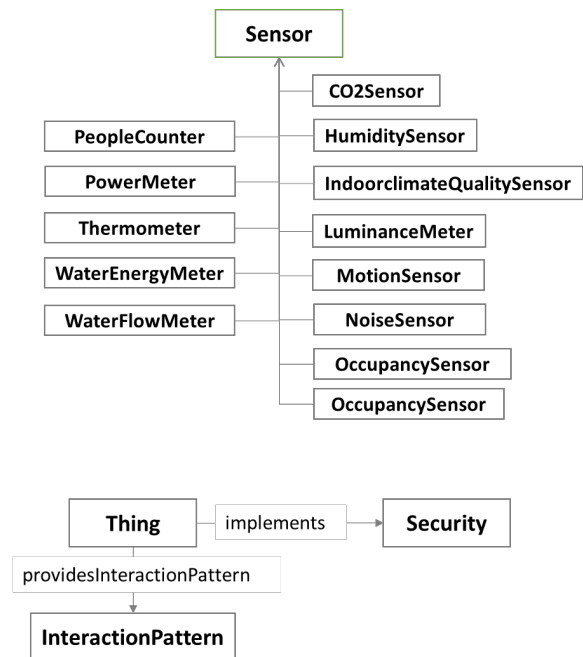 Sensor
CO2Sensor
PeopleCounter
HumiditySensor
PowerMeter
IndoorclimateQualitySensor
Thermometer
LuminanceMeter
WaterEnergyMeter
MotionSensor
WaterFlowMeter
NoiseSensor
OccupancySensor
OccupancySensor
Thing
implements
Security
providesInteractionPattern
InteractionPattern